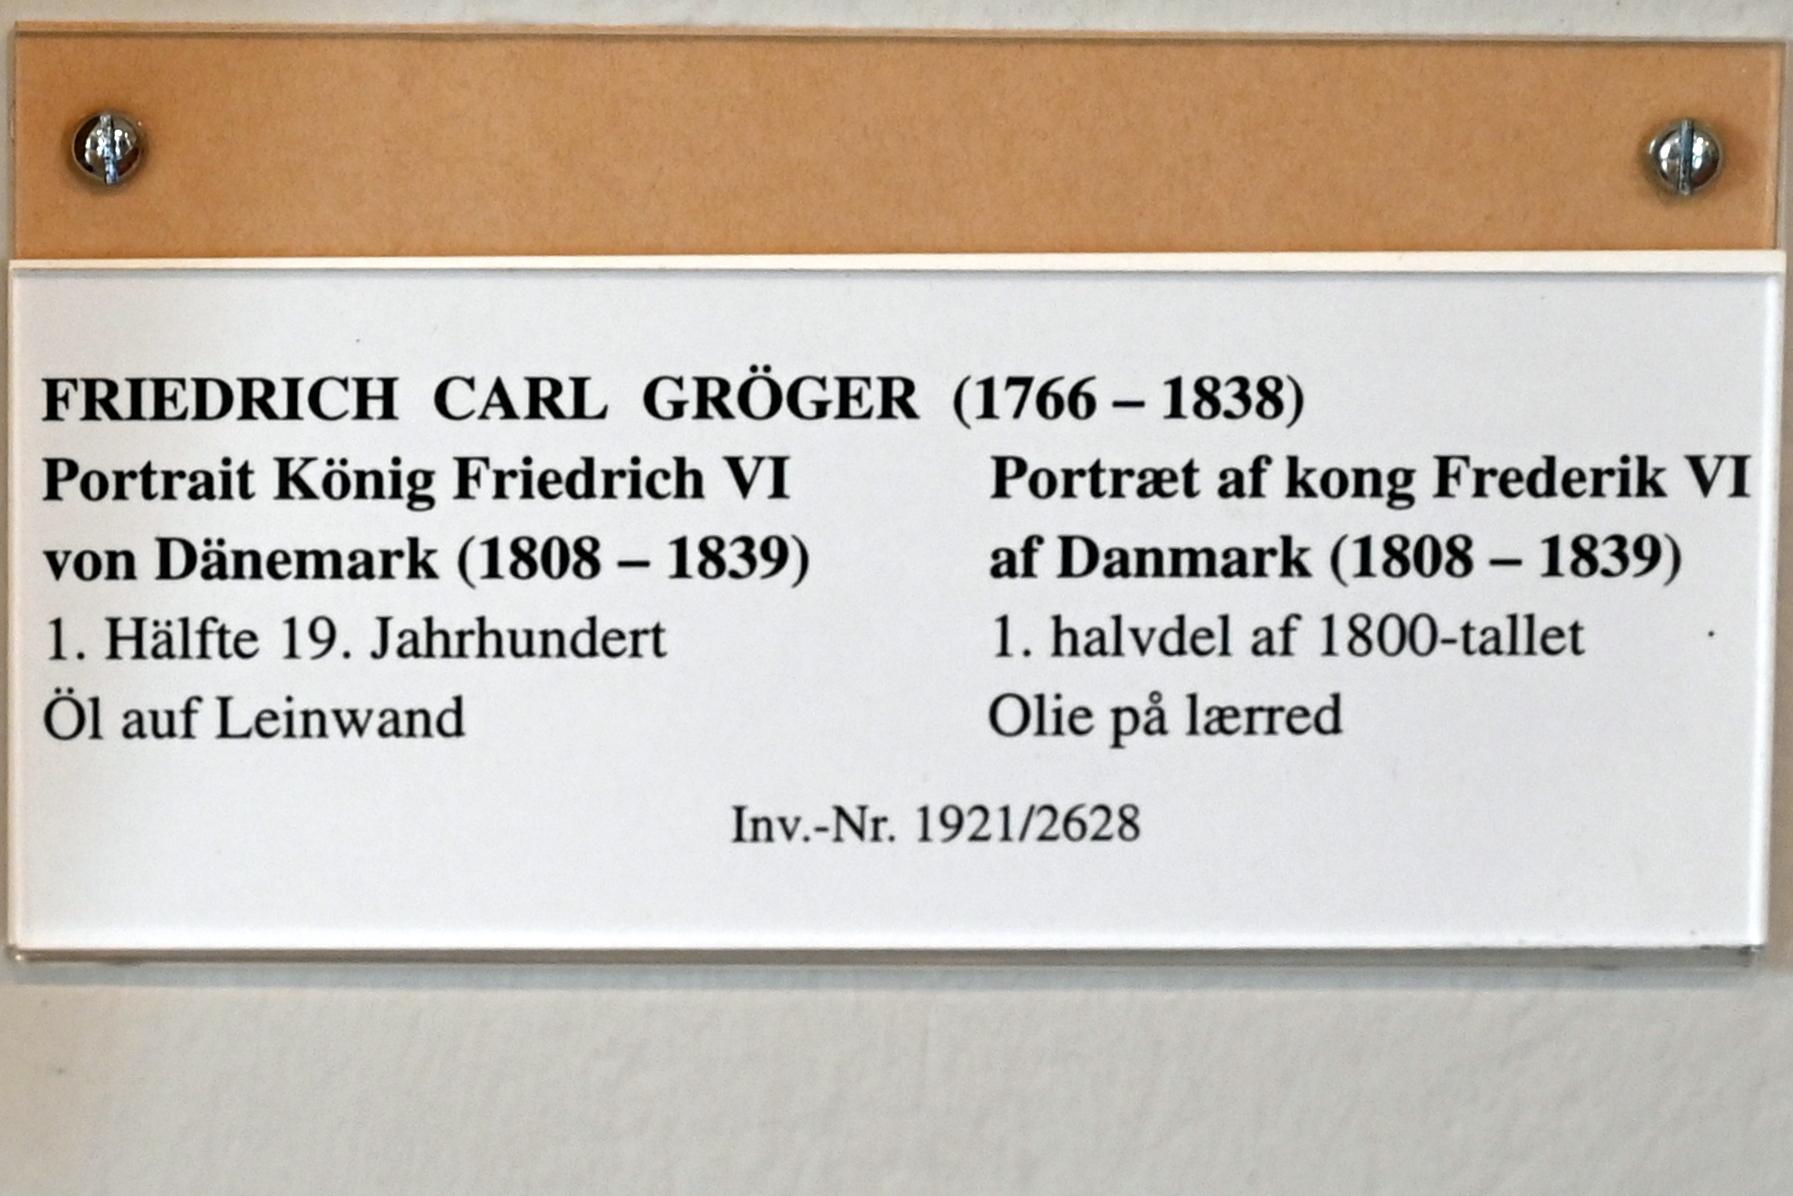 FRIEDRICH CARL GRÖGER (1766 – 1838)
Portrait König Friedrich VI
von Dänemark (1808 – 1839)
1. Hälfte 19. Jahrhundert
Öl auf Leinwand
Portræt af kong Frederik VI
af Danmark (1808 – 1839)
1. halvdel af 1800-tallet
Olie på lærred
Inv.-Nr. 1921/2628